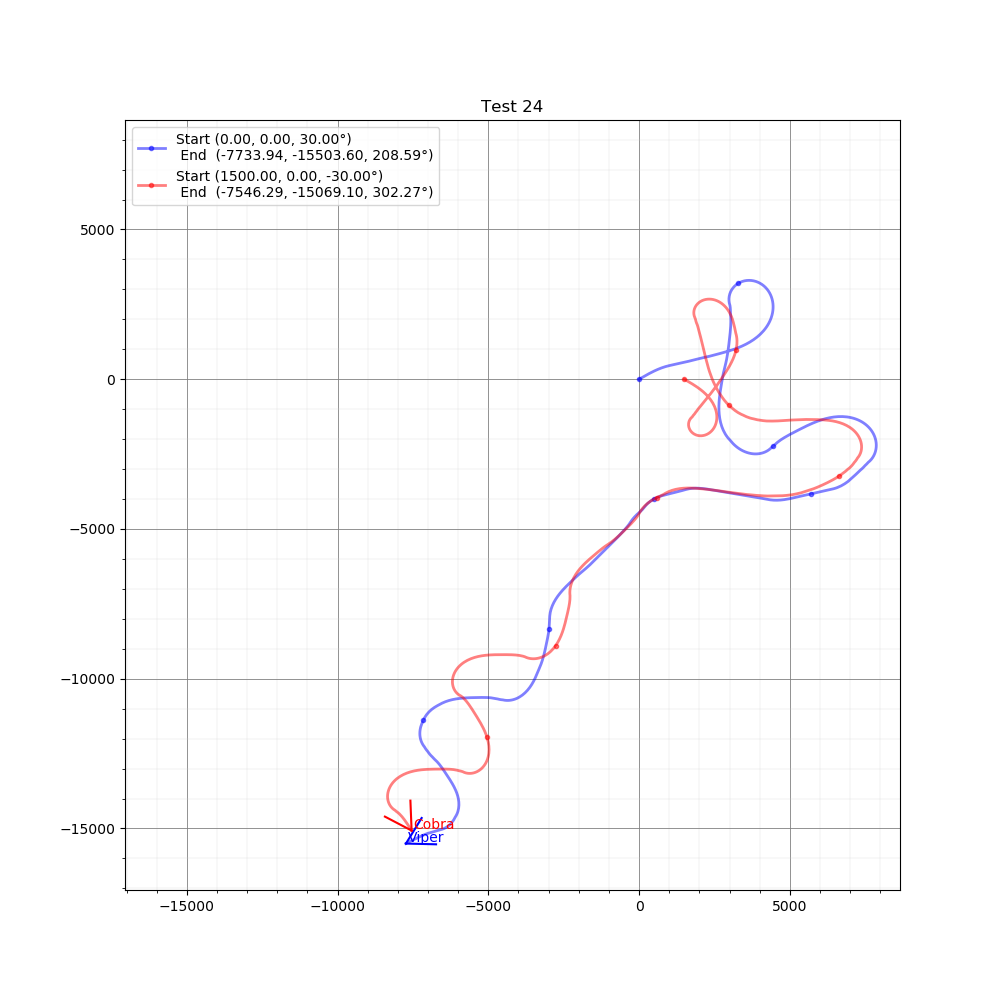 Test 24
Start (0.00, 0.00, 30.00°)
End (-7733.94, -15503.60, 208.59°)
Start (1500.00, 0.00, -30.00°)
End (-7546.29, -15069.10, 302.27°)
5000
0
−5000
−10000
−15000
Cobra
Viper
−15000
−10000
−5000
0
5000